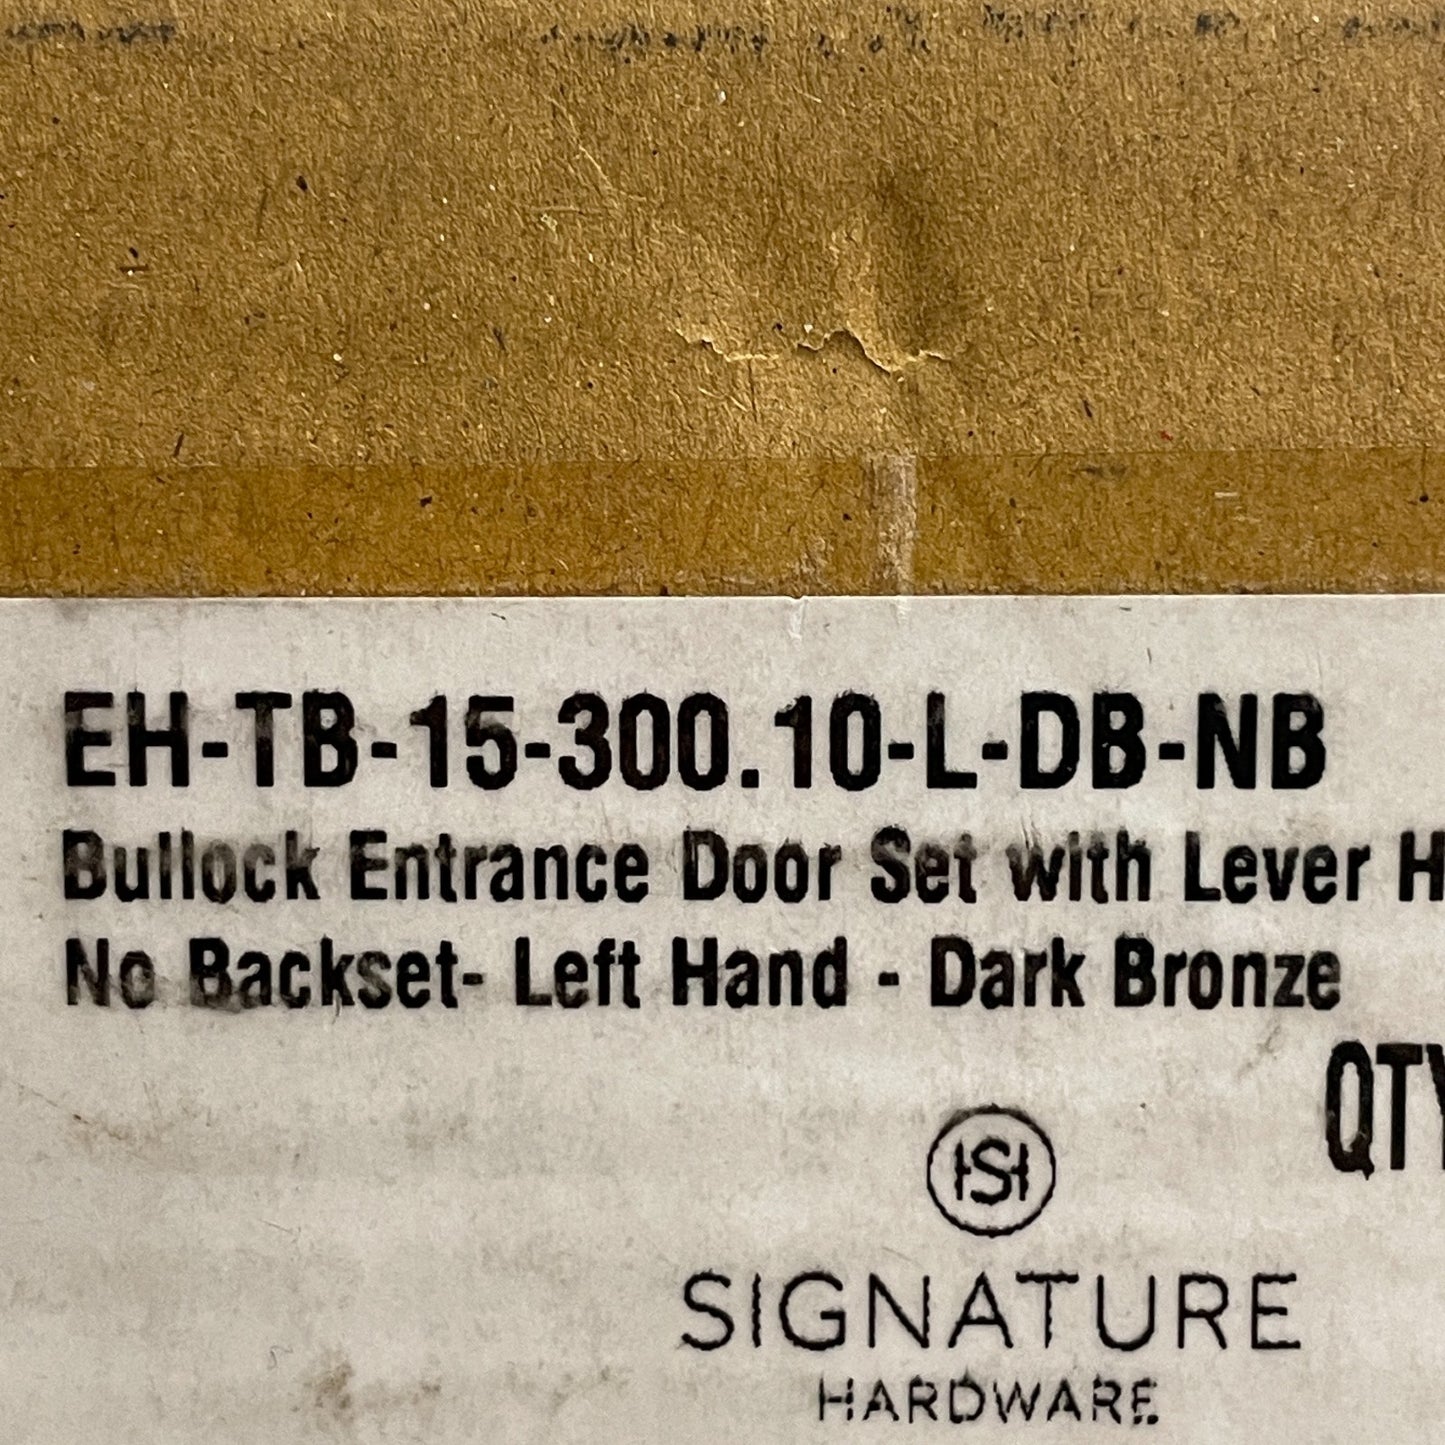 EH-TB-15-300.10-L-DB-NB
Bullock Entrance Door Set with Lever H
No Backset- Left Hand - Dark Bronze
QTY
SH
SIGNATURE
HARDWARE